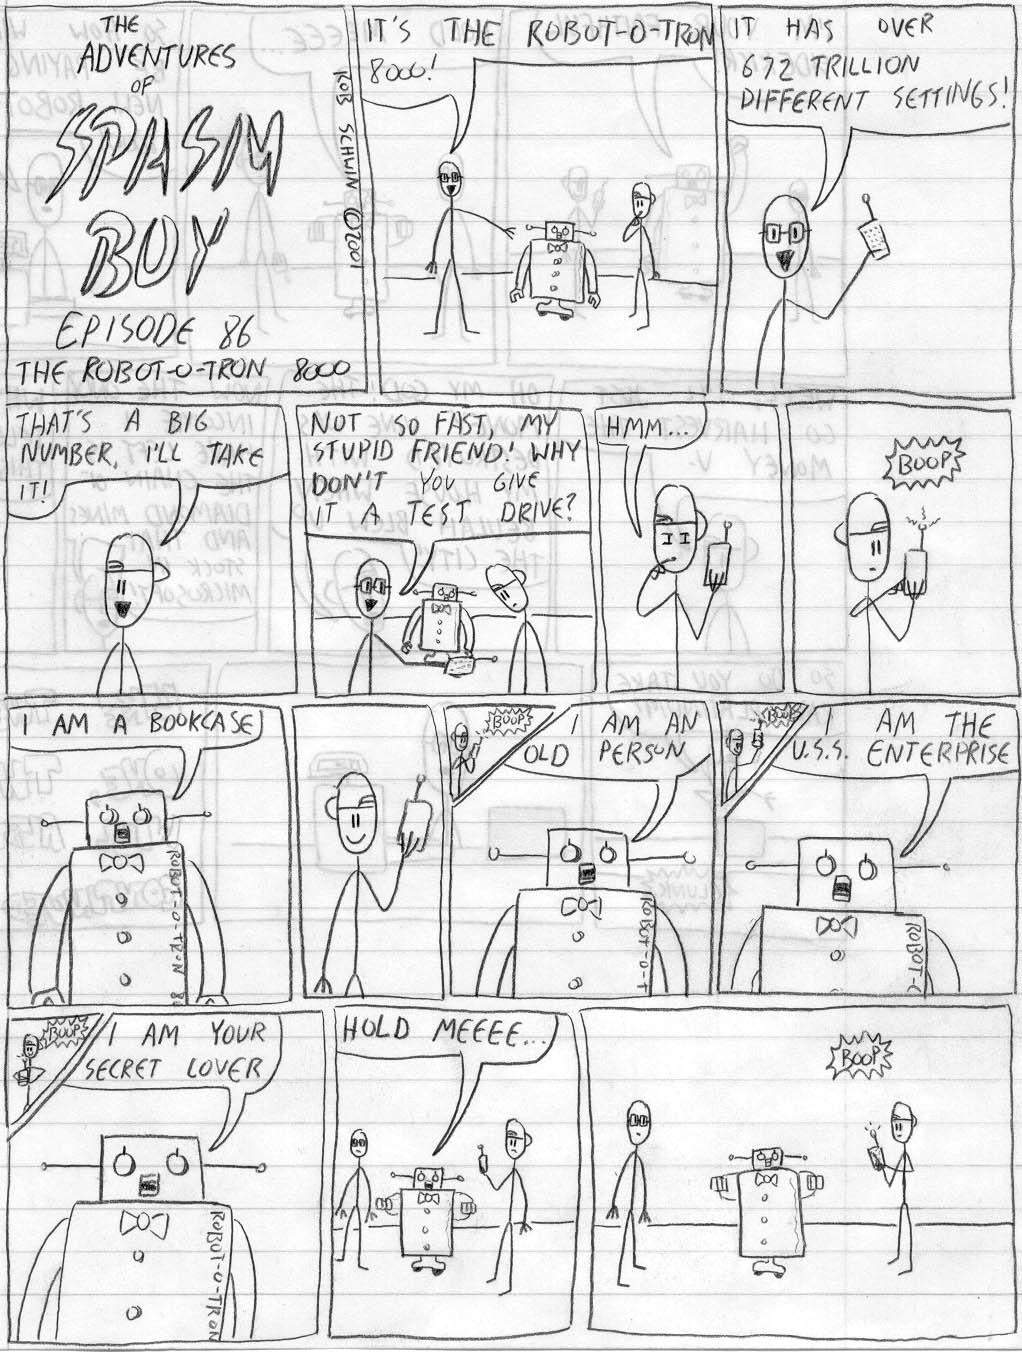 THE
ADVENTURES
OF
SPASM
BOY
EPISODE 86
THE ROBOT-O-TRON 8000
ROB SCHWIN ©2001
IT'S THE ROBOT-O-TRON
8000!
IT HAS OVER
672 TRILLION
DIFFERENT SETTINGS!
THAT'S A BIG
NUMBER, I'LL TAKE
IT!
NOT SO FAST, MY
STUPID FRIEND! WHY
DON'T YOU GIVE
IT A TEST DRIVE?
HMM...
BOOP
I AM A BOOKCASE
ROBOT-O-TRON 80
BOOP
I AM AN
OLD PERSON
ROBOT-O-T
BOOP
I AM THE
U.S.S. ENTERPRISE
ROBOT-O
BOOP
I AM YOUR
SECRET LOVER
ROBOT-O-TRON
HOLD MEEEE...
BOOP